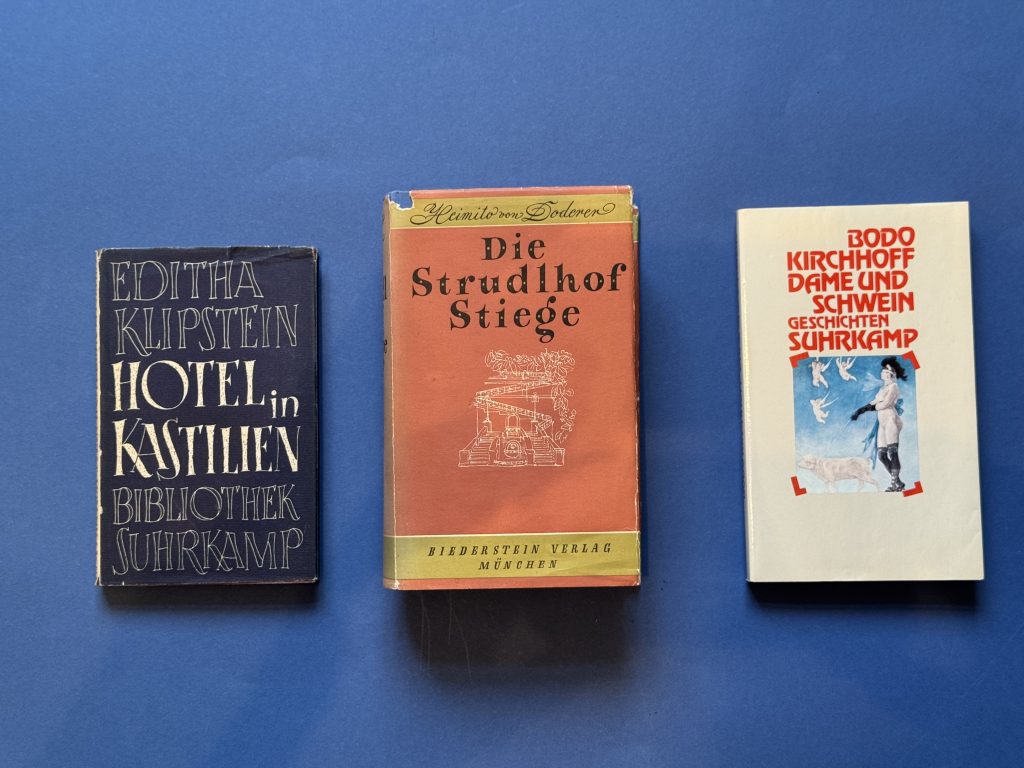 EDITHA
KLIPSTEIN
HOTEL in
KASTILIEN
BIBLIOTHEK
SUHRKAMP
Heimito von Doderer
Die
Strudlhof
Stiege
BIEDERSTEIN VERLAG
MÜNCHEN
BODO
KIRCHHOFF
DAME UND
SCHWEIN
GESCHICHTEN
SUHRKAMP